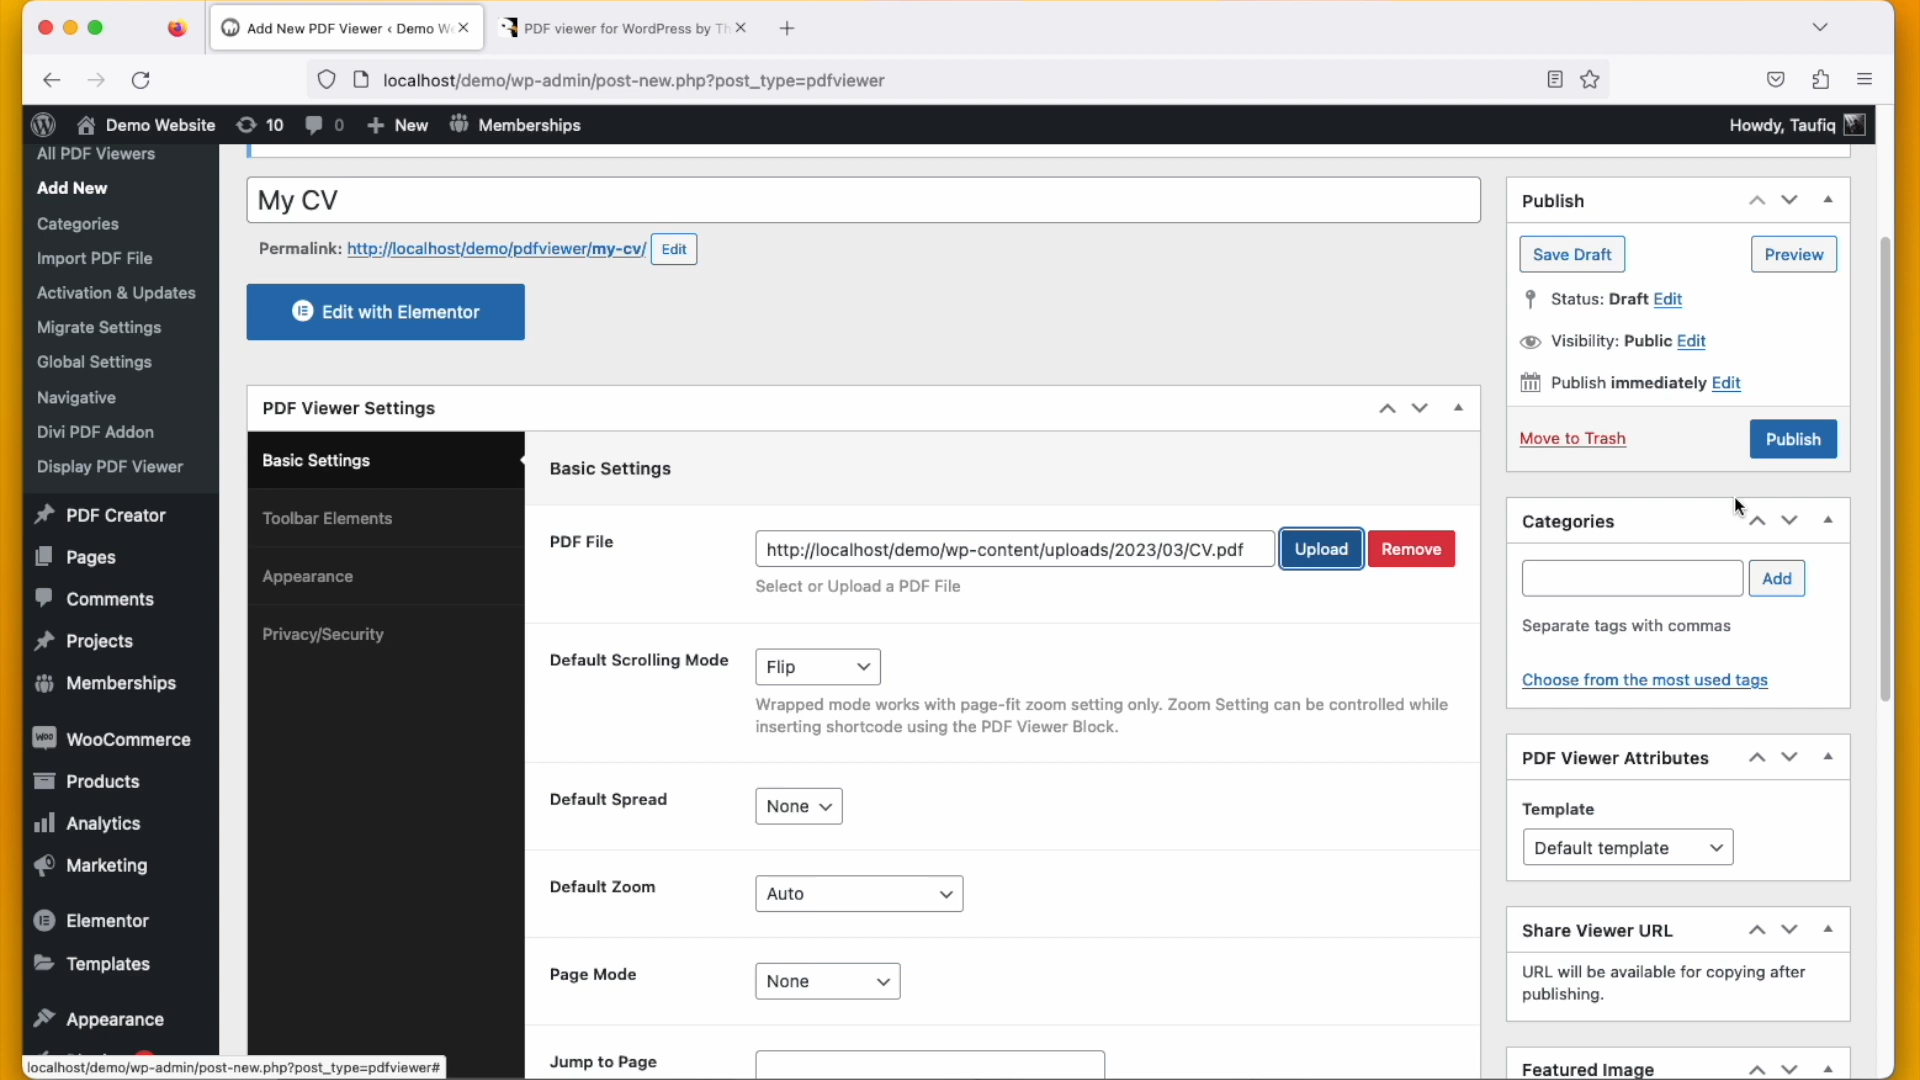 Add New PDF Viewer ‹ Demo W
PDF viewer for WordPress by Th
localhost/demo/wp-admin/post-new.php?post_type=pdfviewer
Demo Website
10
0
New
Memberships
Howdy, Taufiq
All PDF Viewers
Add New
Categories
Import PDF File
Activation & Updates
Migrate Settings
Global Settings
Navigative
Divi PDF Addon
Display PDF Viewer
PDF Creator
Pages
Comments
Projects
Memberships
WooCommerce
Products
Analytics
Marketing
Elementor
Templates
Appearance
localhost/demo/wp-admin/post-new.php?post_type=pdfviewer#
My CV
Permalink: http://localhost/demo/pdfviewer/my-cv/ Edit
Edit with Elementor
PDF Viewer Settings
Basic Settings
Toolbar Elements
Appearance
Privacy/Security
Basic Settings
PDF File
http://localhost/demo/wp-content/uploads/2023/03/CV.pdf
Upload
Remove
Select or Upload a PDF File
Default Scrolling Mode
Flip
Wrapped mode works with page-fit zoom setting only. Zoom Setting can be controlled while
inserting shortcode using the PDF Viewer Block.
Default Spread
None
Default Zoom
Auto
Page Mode
None
Jump to Page
Publish
Save Draft
Preview
Status: Draft Edit
Visibility: Public Edit
Publish immediately Edit
Move to Trash
Publish
Categories
Add
Separate tags with commas
Choose from the most used tags
PDF Viewer Attributes
Template
Default template
Share Viewer URL
URL will be available for copying after
publishing.
Featured Image